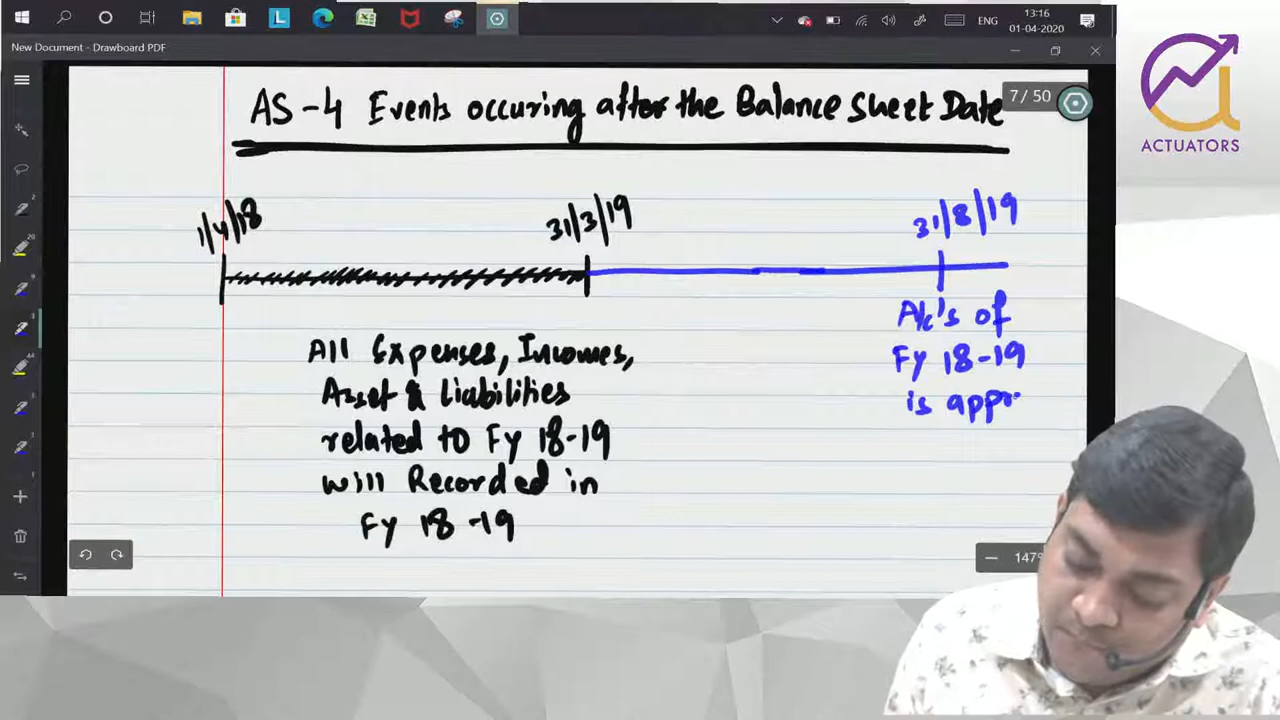 13:16
ENG
01-04-2020
New Document - Drawboard PDF
ACTUATORS
7 / 50
AS-4 Events occuring after the Balance Sheet Date
1/4/18
31/3/19
31/8/19
All Expenses, Incomes,
Asset & Liabilities
related to Fy 18-19
will Recorded in
Fy 18-19
A/c's of
Fy 18-19
is appr
147%